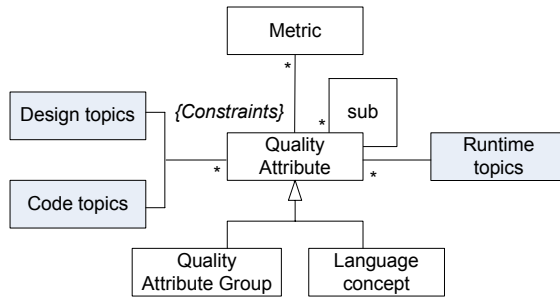 Metric
*
Design topics
{Constraints}
*
sub
Quality
Attribute
Runtime
topics
*
*
Code topics
Quality
Attribute Group
Language
concept